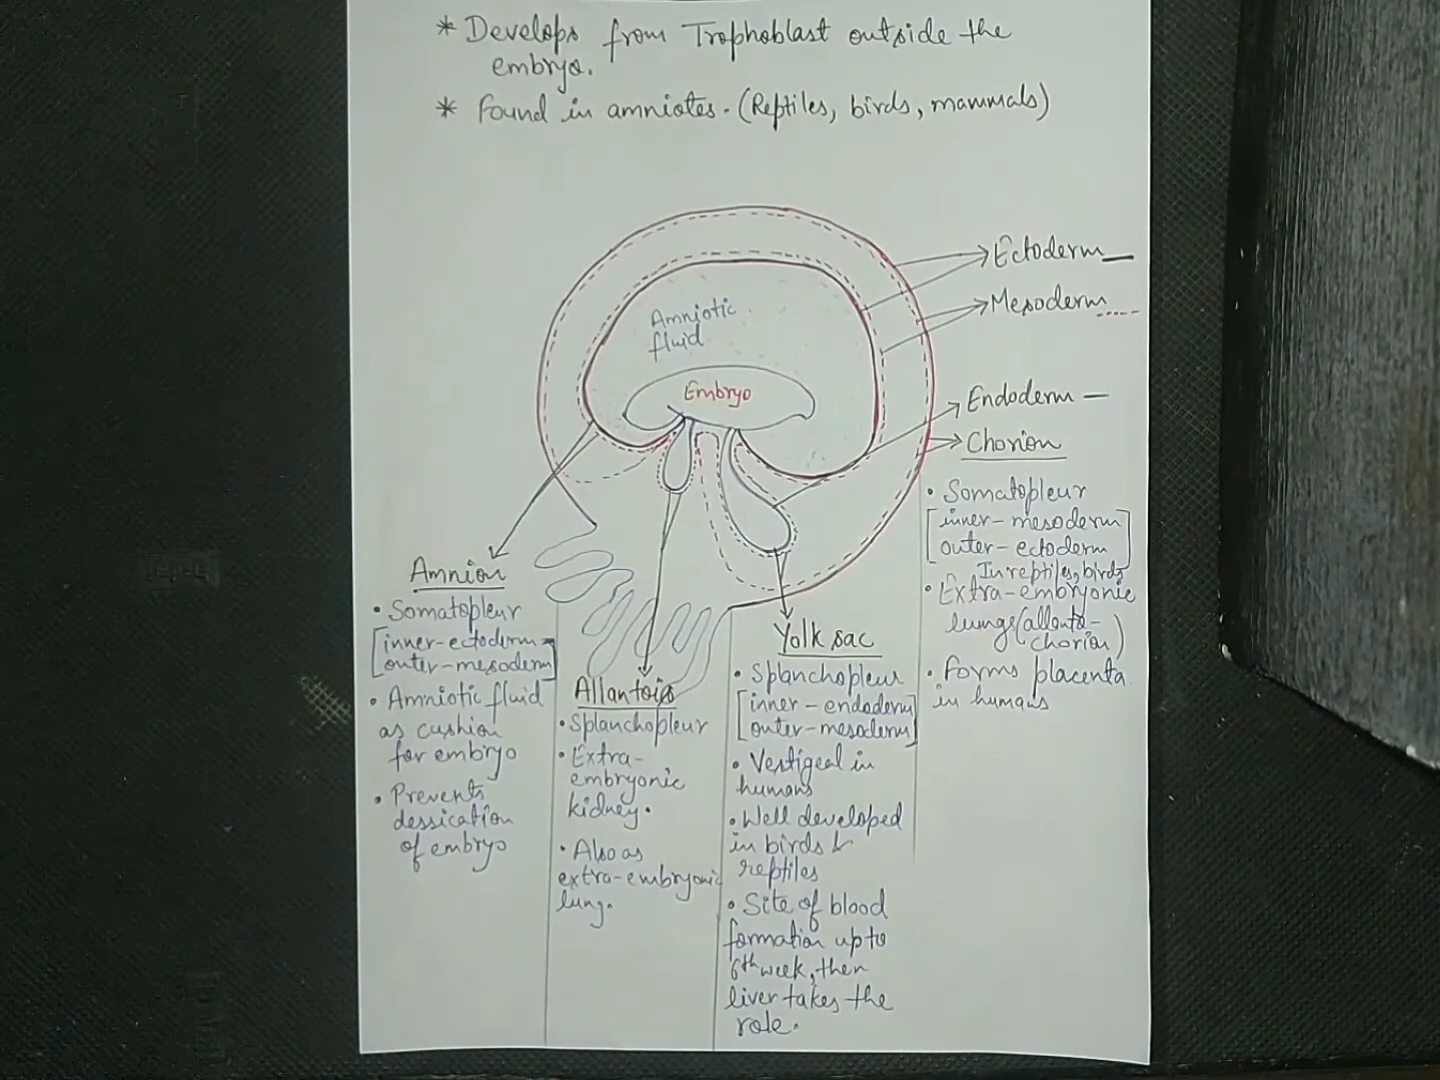 * Develops from Trophoblast outside the
embryo.
* Found in amniotes. (Reptiles, birds, mammals)
Ectoderm
Mesoderm
Amniotic
fluid
Embryo
Endoderm
Chorion
• Somatopleur
[inner-mesoderm
outer-ectoderm]
In reptiles, birds
• Extra-embryonic
lungs (allanto-
chorion)
• Forms placenta
in humans
Amnion
• Somatopleur
[inner-ectoderm
outer-mesoderm]
• Amniotic fluid
as cushion
for embryo
• Prevents
dessication
of embryo
Allantois
• Splanchopleur
• Extra-
embryonic
kidney.
• Also as
extra-embryonic
lung.
Yolk sac
• Splanchopleur
[inner-endoderm
outer-mesoderm]
• Vestigeal in
humans
• Well developed
in birds &
reptiles
• Site of blood
formation up to
6th week, then
liver takes the
role.